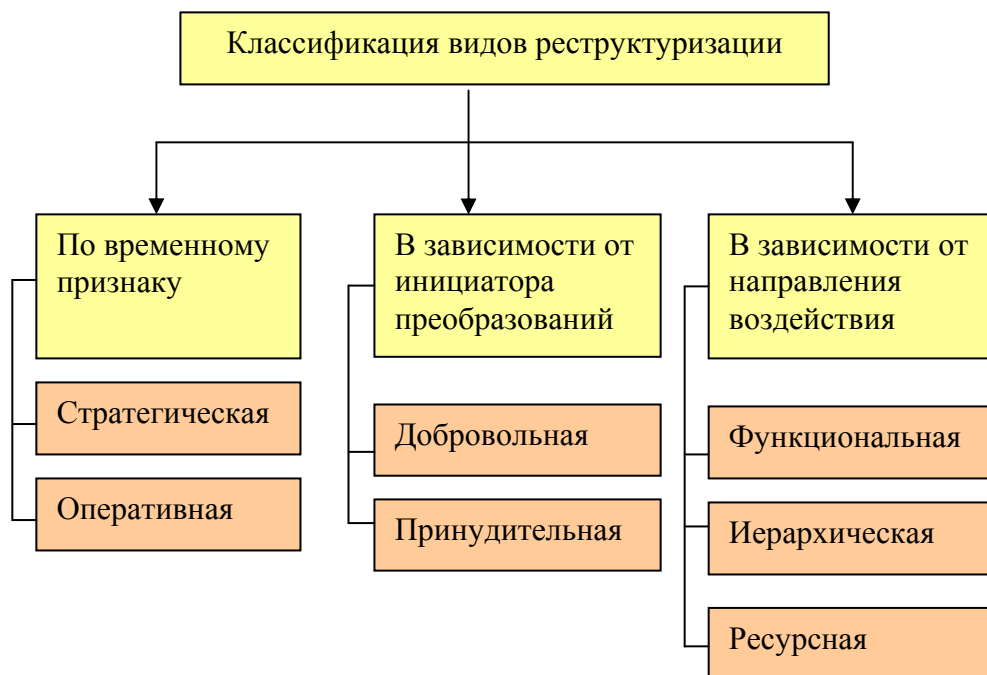 Классификация видов реструктуризации
По временному
признаку
Стратегическая
Оперативная
В зависимости от
инициатора
преобразований
Добровольная
Принудительная
В зависимости от
направления
воздействия
Функциональная
Иерархическая
Ресурсная